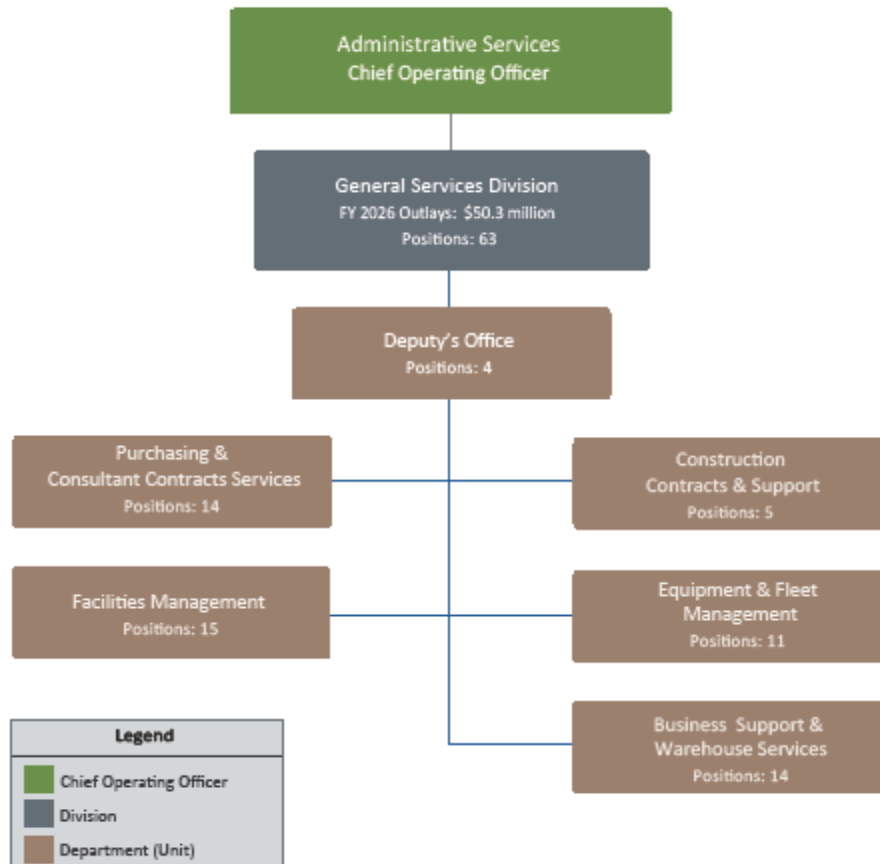 Administrative Services
Chief Operating Officer
General Services Division
FY 2026 Outlays: $50.3 million
Positions: 63
Deputy's Office
Positions: 4
Purchasing &
Consultant Contracts Services
Positions: 14
Construction
Contracts & Support
Positions: 5
Facilities Management
Positions: 15
Equipment & Fleet
Management
Positions: 11
Business Support &
Warehouse Services
Positions: 14
Legend
Chief Operating Officer
Division
Department (Unit)